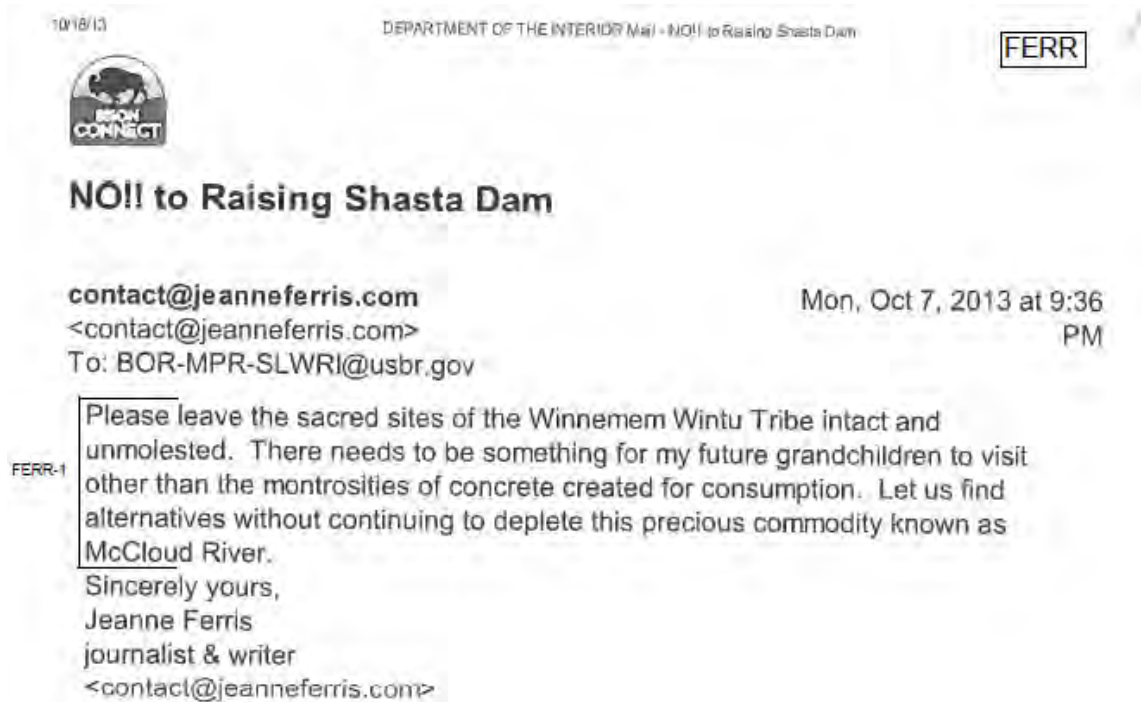 10/18/13
DEPARTMENT OF THE INTERIOR Mail - NO!! to Raising Shasta Dam
FERR
BISON
CONNECT
NO!! to Raising Shasta Dam
contact@jeanneferris.com
Mon, Oct 7, 2013 at 9:36
<contact@jeanneferris.com>
PM
To: BOR-MPR-SLWRI@usbr.gov
Please leave the sacred sites of the Winnemem Wintu Tribe intact and
unmolested. There needs to be something for my future grandchildren to visit
FERR-1
other than the montrosities of concrete created for consumption. Let us find
alternatives without continuing to deplete this precious commodity known as
McCloud River.
Sincerely yours,
Jeanne Ferris
journalist & writer
<contact@jeanneferris.com>